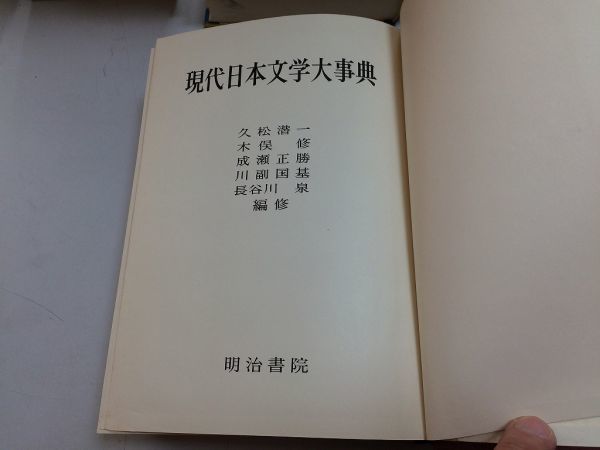 現代日本文学大事典
久松潜一
木俣修
成瀬正勝
川副国基
長谷川泉
編修
明治書院